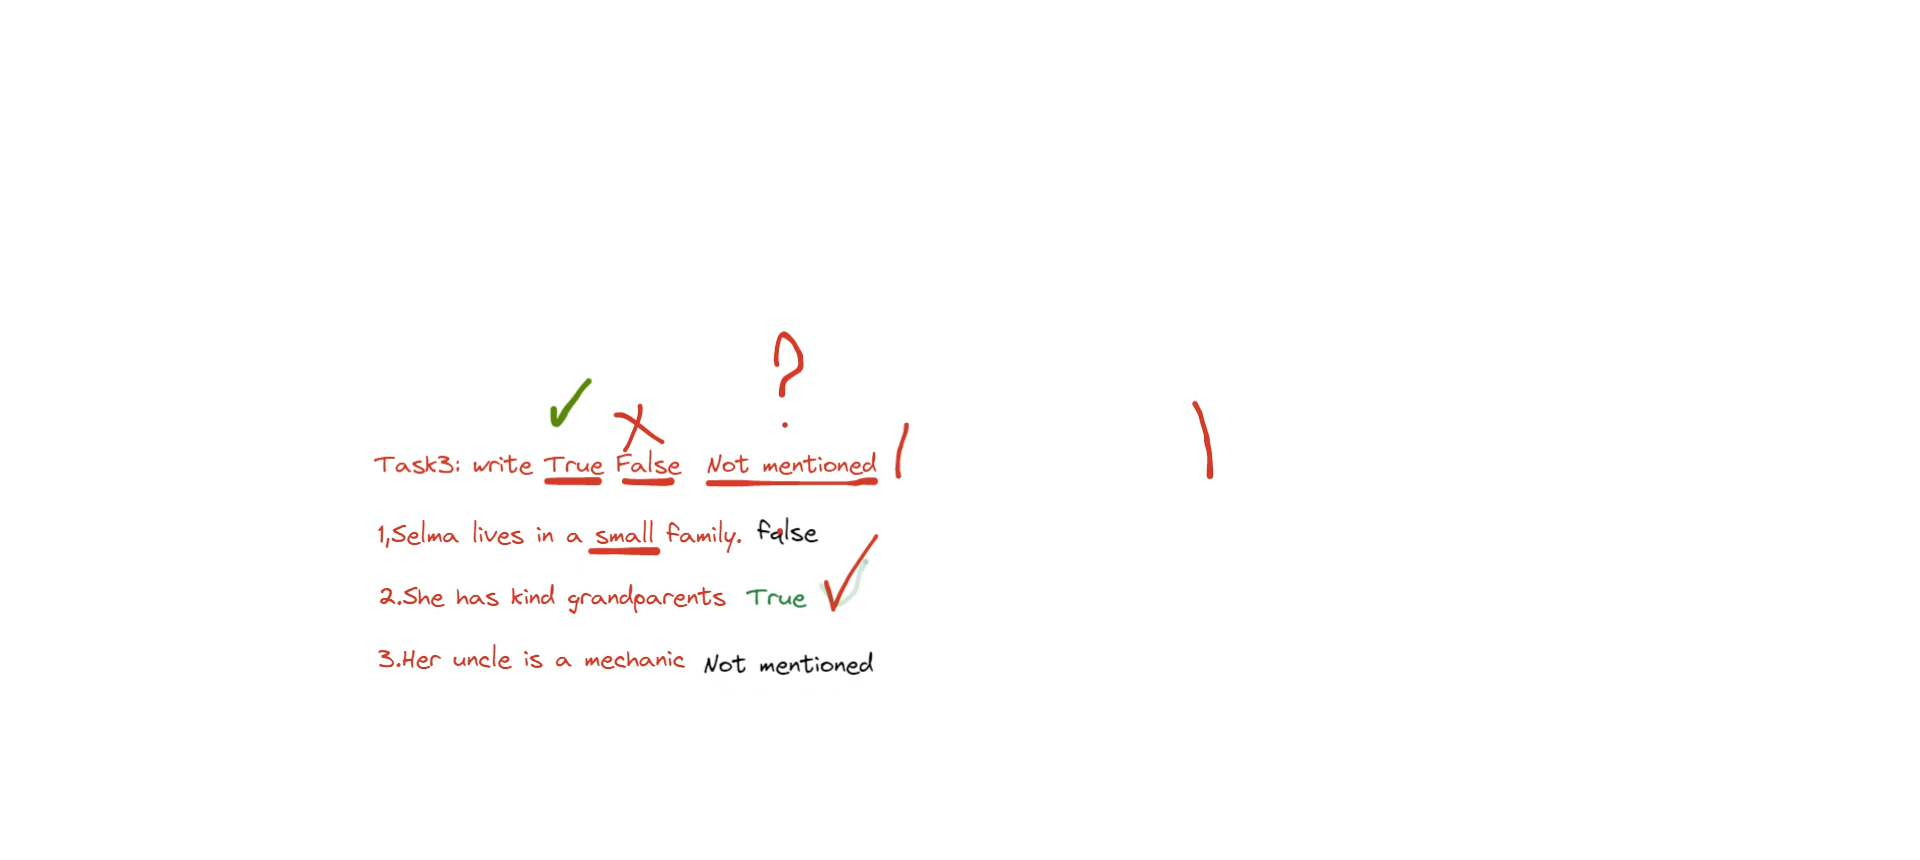 ?
Task3: write True False Not mentioned
1,Selma lives in a small family. false
2.She has kind grandparents True
3.Her uncle is a mechanic Not mentioned